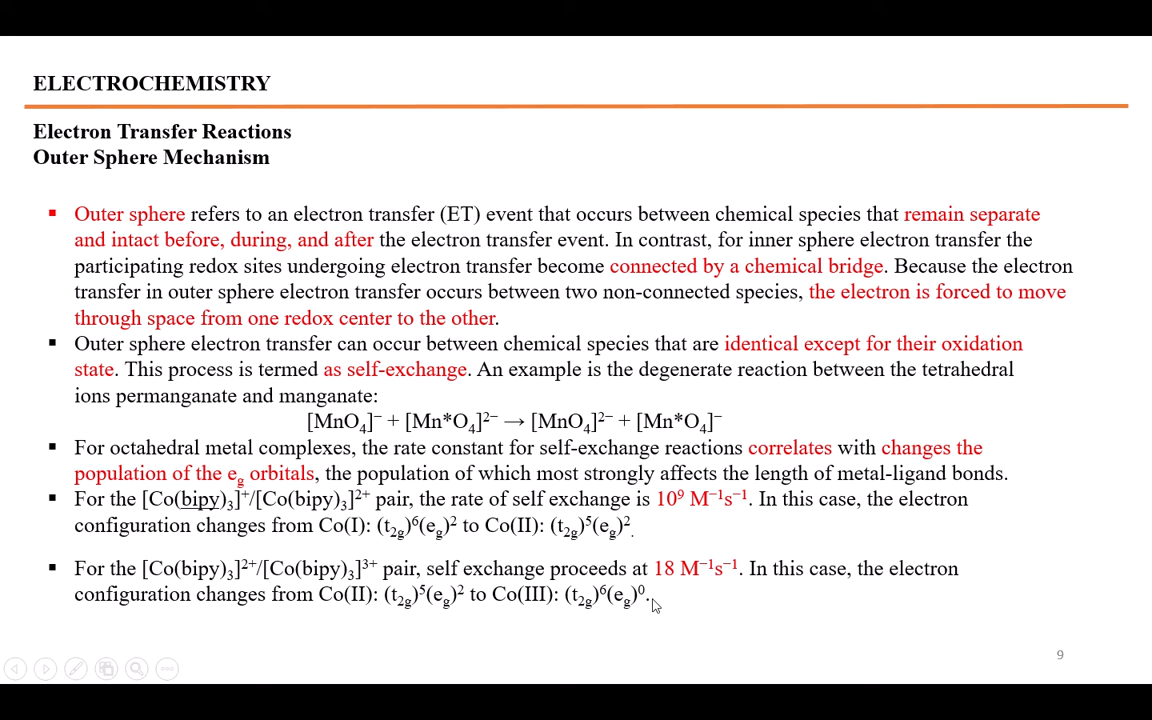 ELECTROCHEMISTRY
Electron Transfer Reactions
Outer Sphere Mechanism
▪ Outer sphere refers to an electron transfer (ET) event that occurs between chemical species that remain separate
and intact before, during, and after the electron transfer event. In contrast, for inner sphere electron transfer the
participating redox sites undergoing electron transfer become connected by a chemical bridge. Because the electron
transfer in outer sphere electron transfer occurs between two non-connected species, the electron is forced to move
through space from one redox center to the other.
▪ Outer sphere electron transfer can occur between chemical species that are identical except for their oxidation
state. This process is termed as self-exchange. An example is the degenerate reaction between the tetrahedral
ions permanganate and manganate:
[MnO₄]⁻ + [Mn*O₄]²⁻ → [MnO₄]²⁻ + [Mn*O₄]⁻
▪ For octahedral metal complexes, the rate constant for self-exchange reactions correlates with changes the
population of the e_g orbitals, the population of which most strongly affects the length of metal-ligand bonds.
▪ For the [Co(bipy)₃]⁺/[Co(bipy)₃]²⁺ pair, the rate of self exchange is 10⁹ M⁻¹s⁻¹. In this case, the electron
configuration changes from Co(I): (t₂g)⁶(e_g)² to Co(II): (t₂g)⁵(e_g)².
▪ For the [Co(bipy)₃]²⁺/[Co(bipy)₃]³⁺ pair, self exchange proceeds at 18 M⁻¹s⁻¹. In this case, the electron
configuration changes from Co(II): (t₂g)⁵(e_g)² to Co(III): (t₂g)⁶(e_g)⁰.
9